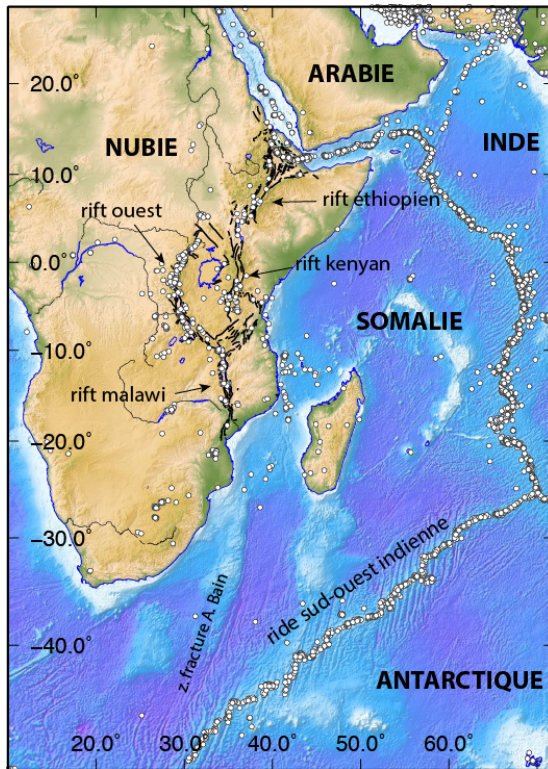 20.0°
ARABIE
NUBIE
INDE
10.0°
rift ouest
rift ethiopien
0.0°
rift kenyan
SOMALIE
−10.0°
rift malawi
−20.0°
−30.0°
ride sud-ouest indienne
z. fracture A. Bain
−40.0°
ANTARCTIQUE
20.0° 30.0° 40.0° 50.0° 60.0°